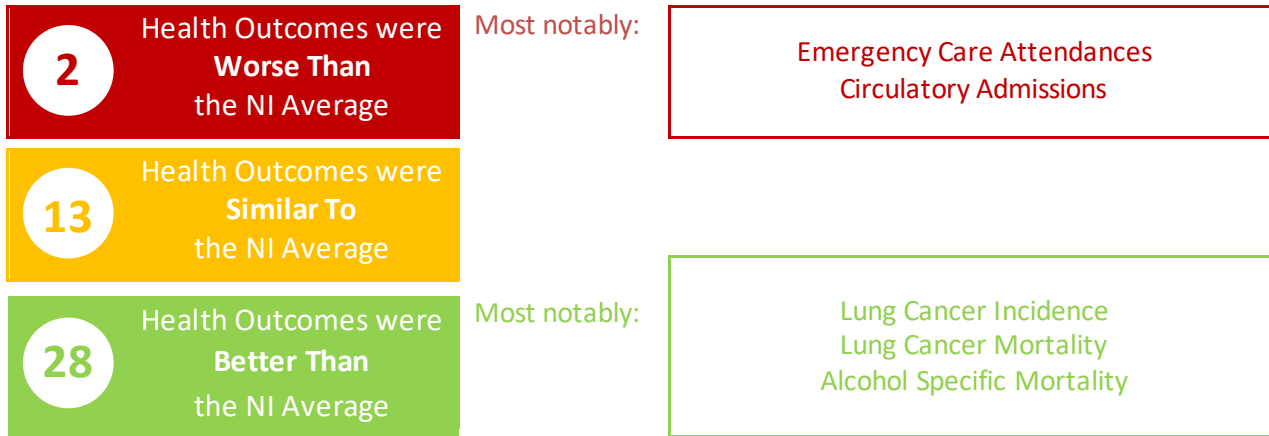 2
Health Outcomes were
Worse Than
the NI Average
Most notably:
Emergency Care Attendances
Circulatory Admissions
13
Health Outcomes were
Similar To
the NI Average
28
Health Outcomes were
Better Than
the NI Average
Most notably:
Lung Cancer Incidence
Lung Cancer Mortality
Alcohol Specific Mortality